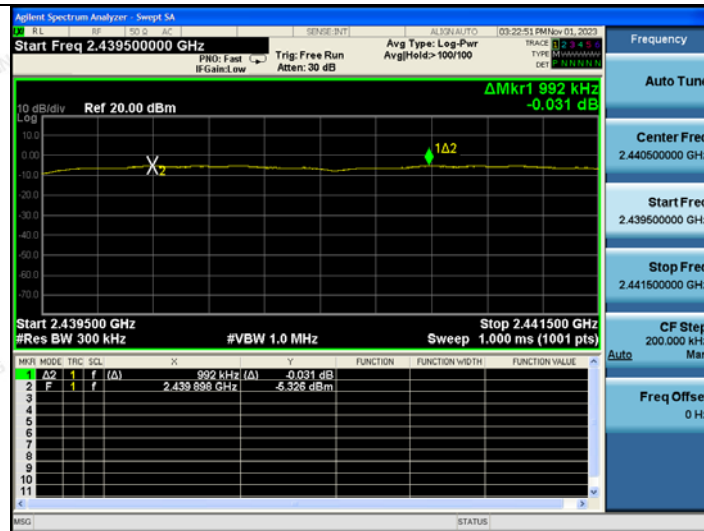 Agilent Spectrum Analyzer - Swept SA
RL RF 50 Ω AC SENSE:INT ALIGN AUTO 03:22:51 PM Nov 01, 2023
Start Freq 2.439500000 GHz
PNO: Fast
IFGain:Low
Trig: Free Run
Atten: 30 dB
Avg Type: Log-Pwr
Avg|Hold:>100/100
TRACE 1 2 3 4 5 6
TYPE M WWWWW
DET P N N N N N
ΔMkr1 992 kHz
-0.031 dB
10 dB/div Ref 20.00 dBm
Log
10.0
0.00
-10.0
-20.0
-30.0
-40.0
-50.0
-60.0
-70.0
X2
1Δ2
Start 2.439500 GHz Stop 2.441500 GHz
#Res BW 300 kHz #VBW 1.0 MHz Sweep 1.000 ms (1001 pts)
MKR MODE TRC SCL X Y FUNCTION FUNCTION WIDTH FUNCTION VALUE
1 Δ2 1 f (Δ) 992 kHz (Δ) -0.031 dB
2 F 1 f 2.439 898 GHz -5.326 dBm
3
4
5
6
7
8
9
10
11
MSG STATUS
Frequency
Auto Tune
Center Freq
2.440500000 GHz
Start Freq
2.439500000 GHz
Stop Freq
2.441500000 GHz
CF Step
200.000 kHz
Auto Man
Freq Offset
0 Hz